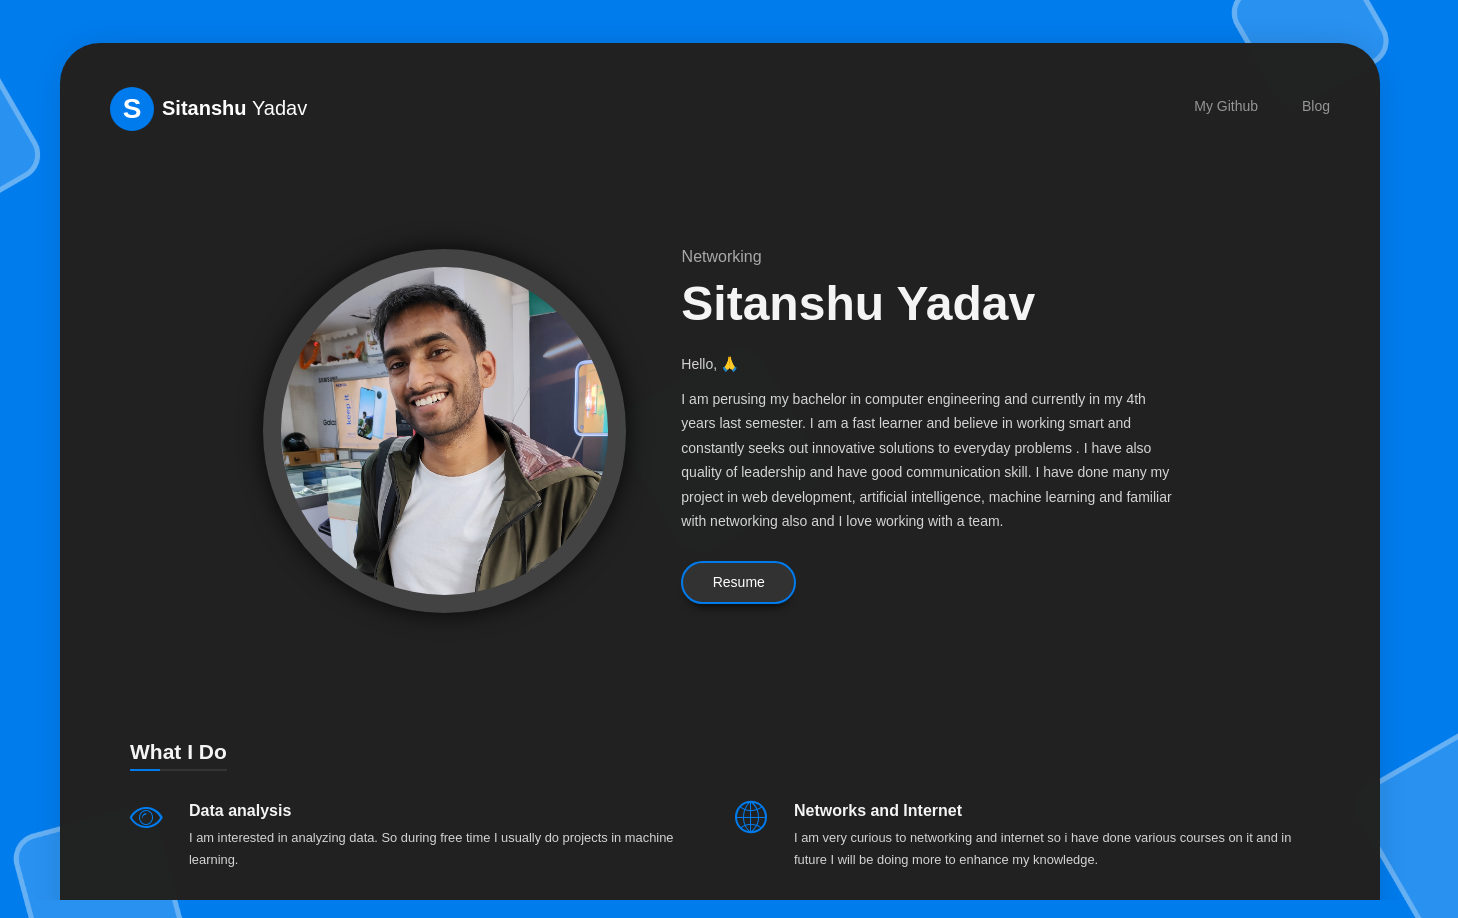 S Sitanshu Yadav
My Github Blog
Networking
Sitanshu Yadav
Hello, 🙏
I am perusing my bachelor in computer engineering and currently in my 4th
years last semester. I am a fast learner and believe in working smart and
constantly seeks out innovative solutions to everyday problems . I have also
quality of leadership and have good communication skill. I have done many my
project in web development, artificial intelligence, machine learning and familiar
with networking also and I love working with a team.
Resume
keep it
What I Do
Data analysis
I am interested in analyzing data. So during free time I usually do projects in machine
learning.
Networks and Internet
I am very curious to networking and internet so i have done various courses on it and in
future I will be doing more to enhance my knowledge.